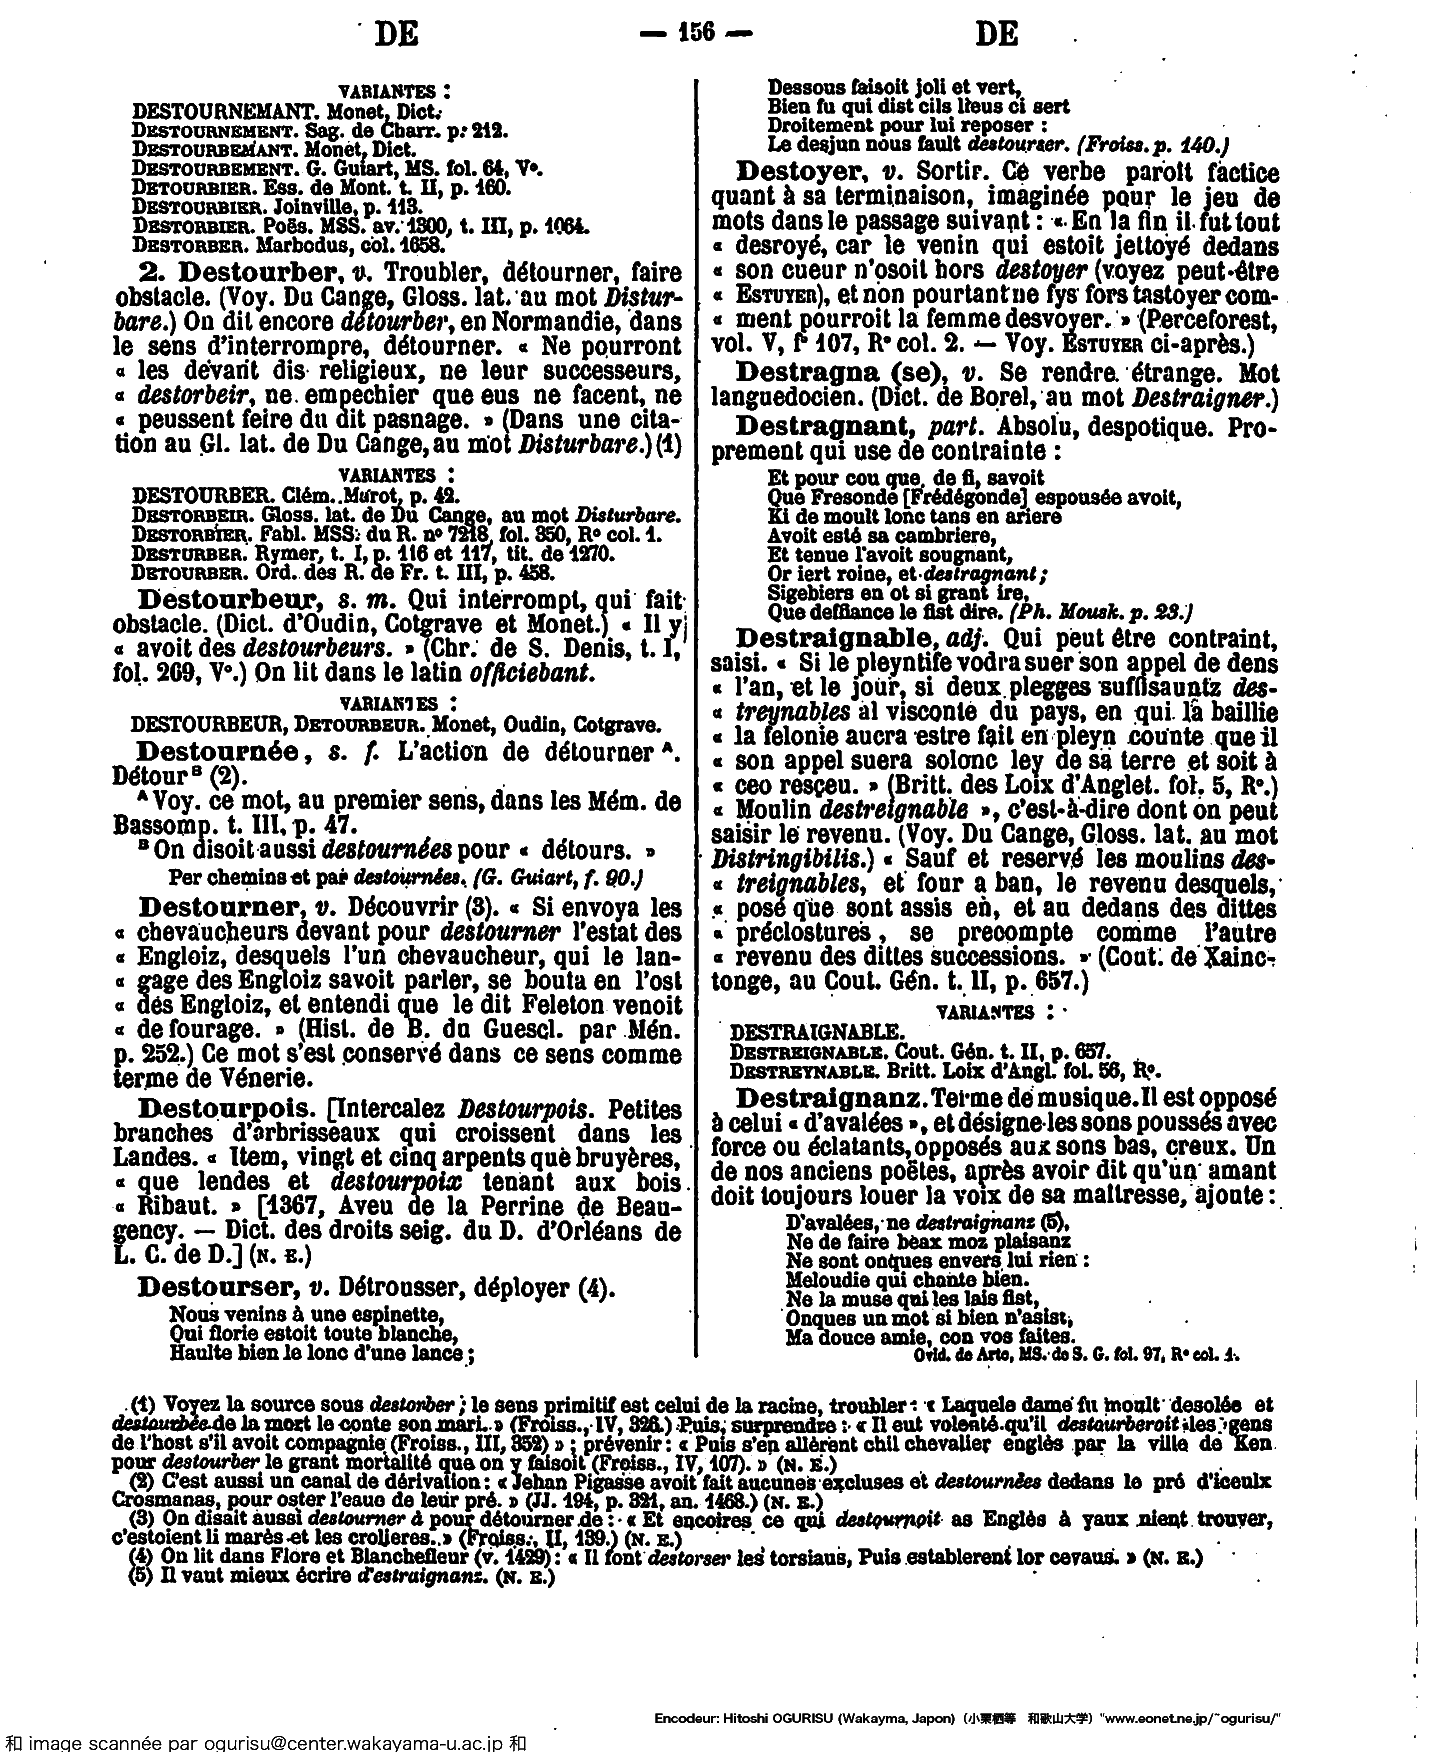 DE — 156 — DE
VARIANTES :
DESTOURNEMANT. Monet, Dict.
DESTOURNEMENT. Sag. de Charr. p. 212.
DESTOURBEMANT. Monet, Dict.
DESTOURBEMENT. G. Guiart, MS. fol. 64, V°.
DETOURBIER. Ess. de Mont. t. II, p. 160.
DESTOURBIER. Joinville, p. 113.
DESTORBIER. Poës. MSS. av. 1300, t. III, p. 1064.
DESTORBER. Marbodus, col. 1658.
2. Destourber, v. Troubler, détourner, faire
obstacle. (Voy. Du Cange, Gloss. lat. au mot Distur-
bare.) On dit encore détourber, en Normandie, dans
le sens d'interrompre, détourner. « Ne pourront
« les devant dis religieux, ne leur successeurs,
« destorbeir, ne empechier que eus ne facent, ne
« peussent feire du dit pasnage. » (Dans une cita-
tion au Gl. lat. de Du Cange, au mot Disturbare.) (1)
VARIANTES :
DESTOURBER. Clém. Marot, p. 42.
DESTORBEIR. Gloss. lat. de Du Cange, au mot Disturbare.
DESTORBIER. Fabl. MSS. du R. n° 7218, fol. 350, R° col. 1.
DESTURBER. Rymer, t. I, p. 116 et 117, tit. de 1270.
DETOURBER. Ord. des R. de Fr. t. III, p. 458.
Destourbeur, s. m. Qui interrompt, qui fait
obstacle. (Dict. d'Oudin, Cotgrave et Monet.) « Il y
« avoit des destourbeurs. » (Chr. de S. Denis, t. I,
fol. 269, V°.) On lit dans le latin officiebant.
VARIANTES :
DESTOURBEUR, DETOURBEUR. Monet, Oudin, Cotgrave.
Destournée, s. f. L'action de détourner A.
Détour B (2).
A Voy. ce mot, au premier sens, dans les Mém. de
Bassomp. t. III, p. 47.
B On disoit aussi destournées pour « détours. »
Per chemins et par destournées. (G. Guiart, f. 90.)
Destourner, v. Découvrir (3). « Si envoya les
« chevaucheurs devant pour destourner l'estat des
« Engloiz, desquels l'un chevaucheur, qui le lan-
« gage des Engloiz savoit parler, se bouta en l'ost
« des Engloiz, et entendi que le dit Feleton venoit
« de fourage. » (Hist. de B. du Guescl. par Mén.
p. 252.) Ce mot s'est conservé dans ce sens comme
terme de Vénerie.
Destourpois. [Intercalez Destourpois. Petites
branches d'arbrisseaux qui croissent dans les
Landes. « Item, vingt et cinq arpents que bruyères,
« que lendes et destourpoix tenant aux bois
« Ribaut. » [1367, Aveu de la Perrine de Beau-
gency. — Dict. des droits seig. du D. d'Orléans de
L. C. de D.] (N. E.)
Destourser, v. Détrousser, déployer (4).
Nous venins à une espinette,
Qui florie estoit toute blanche,
Haulte bien le lonc d'une lance ;
Dessous faisoit joli et vert,
Bien fu qui dist cils lieus ci sert
Droitement pour lui reposer :
Le desjun nous fault destourser. (Froiss. p. 140.)
Destoyer, v. Sortir. Ce verbe paroît factice
quant à sa terminaison, imaginée pour le jeu de
mots dans le passage suivant : « En la fin il fut tout
« desroyé, car le venin qui estoit jettoyé dedans
« son cueur n'osoit hors destoyer (voyez peut-être
« ESTUYER), et non pourtant ne fys fors tastoyer com-
« ment pourroit la femme desvoyer. » (Perceforest,
vol. V, f° 107, R° col. 2. — Voy. ESTUYER ci-après.)
Destragna (se), v. Se rendre étrange. Mot
languedocien. (Dict. de Borel, au mot Destraigner.)
Destragnant, part. Absolu, despotique. Pro-
prement qui use de contrainte :
Et pour cou que, de fi, savoit
Que Fresonde [Frédégonde] espousée avoit,
Ki de moult lonc tans en ariere
Avoit esté sa cambriere,
Et tenue l'avoit sougnant,
Or iert roine, et destragnant ;
Sigebiers en ot si grant ire,
Que deffiance le fist dire. (Ph. Mousk. p. 23.)
Destraignable, adj. Qui peut être contraint,
saisi. « Si le pleyntife vodra suer son appel de dens
« l'an, et le jour, si deux plegges suffisauntz des-
« treynables al visconte du pays, en qui la baillie
« la felonie aucra estre fait en pleyn counte que il
« son appel suera solonc ley de sa terre et soit à
« ceo resçeu. » (Britt. des Loix d'Anglet. fol. 5, R°.)
« Moulin destreignable », c'est-à-dire dont on peut
saisir le revenu. (Voy. Du Cange, Gloss. lat. au mot
Distringibilis.) « Sauf et reservé les moulins des-
« treignables, et four a ban, le revenu desquels,
« posé que sont assis en, et au dedans des dittes
« préclostures, se precompte comme l'autre
« revenu des dittes successions. » (Cout. de Xainc-
tonge, au Cout. Gén. t. II, p. 657.)
VARIANTES :
DESTRAIGNABLE.
DESTREIGNABLE. Cout. Gén. t. II, p. 657.
DESTREYNABLE. Britt. Loix d'Angl. fol. 56, R°.
Destraignanz. Terme de musique. Il est opposé
à celui « d'avalées », et désigne les sons poussés avec
force ou éclatants, opposés aux sons bas, creux. Un
de nos anciens poëtes, après avoir dit qu'un amant
doit toujours louer la voix de sa maîtresse, ajoute :
D'avalées, ne destraignanz (5),
Ne de faire beax moz plaisanz
Ne sont onques envers lui rien :
Meloudie qui chante bien.
Ne la muse qui les lais fist,
Onques un mot si bien n'asist,
Ma douce amie, con vos faites.
Ovid. de Arte, MS. de S. G. fol. 97, R° col. 1.
(1) Voyez la source sous destorber ; le sens primitif est celui de la racine, troubler : « Laquele dame fu moult desolée et
destourbée de la mort le conte son mari. » (Froiss., IV, 326.) Puis, surprendre : « Il eut volenté qu'il destourberoit les gens
de l'host s'il avoit compagnie (Froiss., III, 352) » ; prévenir : « Puis s'en allèrent chil chevalier englès par la ville de Ken
pour destourber le grant mortalité que on y faisoit (Froiss., IV, 107). » (N. E.)
(2) C'est aussi un canal de dérivation : « Jehan Pigasse avoit fait aucunes excluses et destournées dedans le pré d'iceulx
Crosmanas, pour oster l'eaue de leur pré. » (JJ. 194, p. 321, an. 1468.) (N. E.)
(3) On disait aussi destourner à pour détourner de : « Et encoires ce qui destournoit as Englès à yaux nient trouver,
c'estoient li marès et les crolieres. » (Froiss., II, 139.) (N. E.)
(4) On lit dans Flore et Blanchefleur (v. 1429) : « Il font destorser les torsiaus, Puis establerent lor cevaus. » (N. E.)
(5) Il vaut mieux écrire d'estraignanz. (N. E.)
Encodeur: Hitoshi OGURISU (Wakayma, Japon) (小栗栖等 和歌山大学) "www.eonet.ne.jp/~ogurisu/"
和 image scannée par ogurisu@center.wakayama-u.ac.jp 和